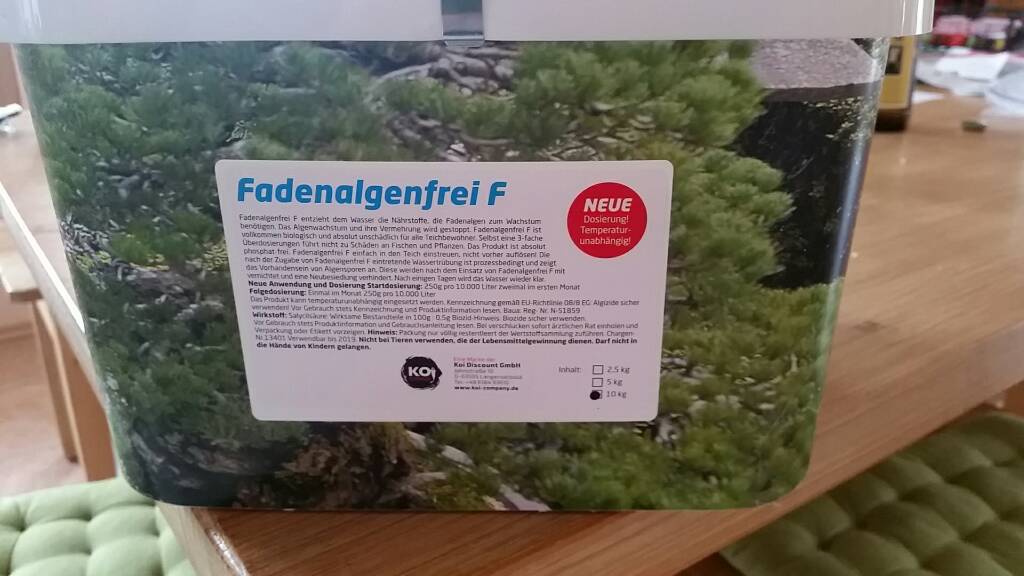 Fadenalgenfrei F
NEUE
Dosierung!
Temperatur-
unabhängig!
Fadenalgenfrei F entzieht dem Wasser die Nährstoffe, die Fadenalgen zum Wachstum
benötigen. Das Algenwachstum und ihre Vermehrung wird gestoppt. Fadenalgenfrei F ist
vollkommen biologisch und absolut unschädlich für alle Teichbewohner. Selbst eine 3-fache
Überdosierungen führt nicht zu Schäden an Fischen und Pflanzen. Das Produkt ist absolut
phosphat frei. Fadenalgenfrei F einfach in den Teich einstreuen, nicht vorher auflösen! Die
nach der Zugabe von Fadenalgenfrei F eintretende Wassertrübung ist prozessbedingt und zeigt
das Vorhandensein von Algensporen an. Diese werden nach dem Einsatz von Fadenalgenfrei F mit
vernichtet und eine Neubesiedlung verhindert. Nach einigen Tagen wird das Wasser wieder klar.
Neue Anwendung und Dosierung Startdosierung: 250g pro 10.000 Liter zweimal im ersten Monat
Folgedosierung: Einmal im Monat 250g pro 10.000 Liter
Das Produkt kann temperaturunabhängig eingesetzt werden. Kennzeichnung gemäß EU-Richtlinie 08/8 EG: Algizide sicher
verwenden! Vor Gebrauch stets Kennzeichnung und Produktinformation lesen. Baua: Reg- Nr. N-51859
Wirkstoff: Salycilsäure: Wirksame Bestandteile in 100g : 0,5g Biozid-Hinweis: Biozide sicher verwenden.
Vor Gebrauch stets Produktinformation und Gebrauchsanleitung lesen. Bei verschlucken sofort ärztlichen Rat einholen und
Verpackung oder Etikett vorzeigen. Hinweis: Packung nur völlig restentleert der Wertstoffsammlung zuführen. Chargen-
Nr.13401 Verwendbar bis 2019. Nicht bei Tieren verwenden, die der Lebensmittelgewinnung dienen. Darf nicht in
die Hände von Kindern gelangen.
KOI
Eine Marke der
Koi Discount GmbH
www.koi-company.de
Inhalt:
2,5 kg
5 kg
10 kg